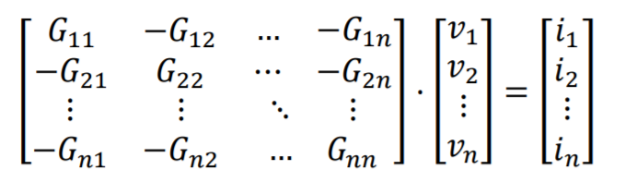 G₁₁ −G₁₂ … −G₁ₙ v₁ i₁
−G₂₁ G₂₂ ⋯ −G₂ₙ v₂ i₂
⋮ ⋮ ⋱ ⋮ · ⋮ = ⋮
−Gₙ₁ −Gₙ₂ … Gₙₙ vₙ iₙ